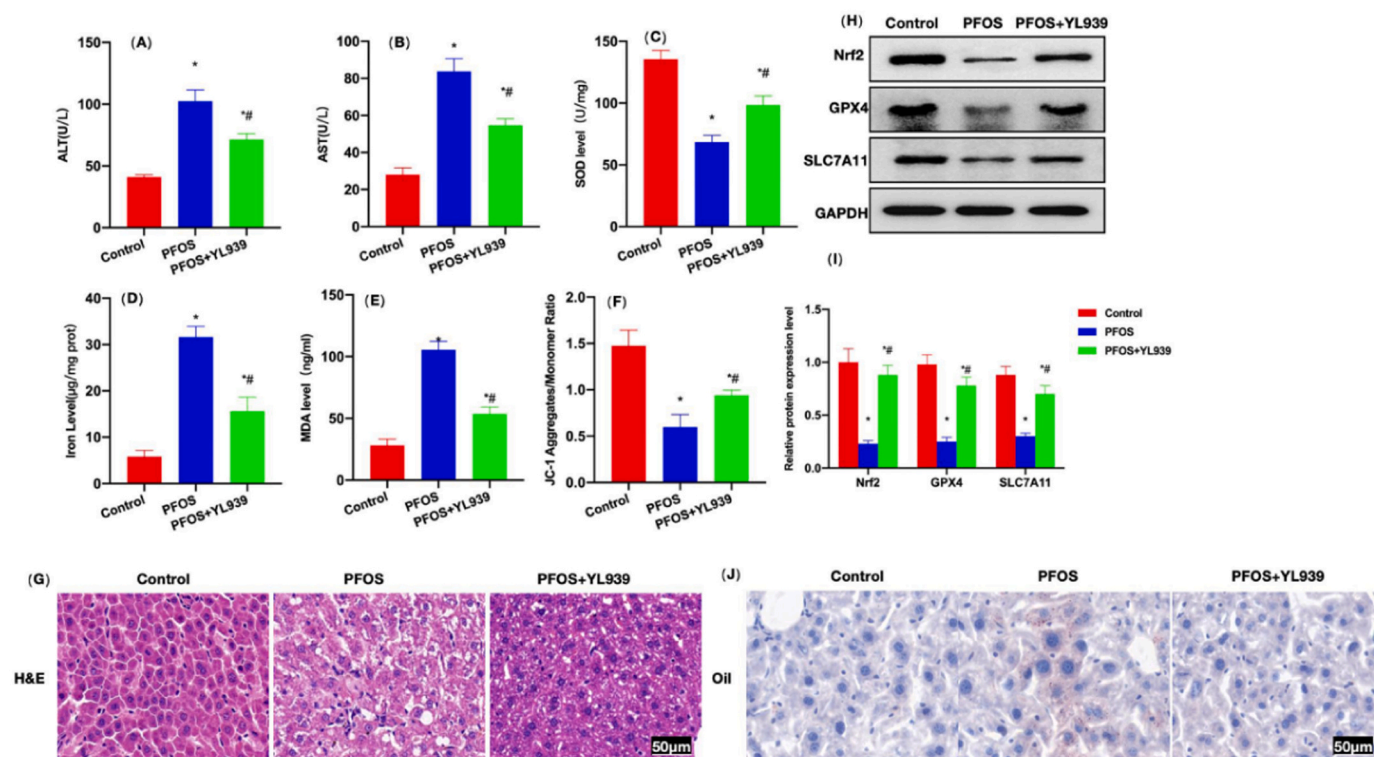 (A)
ALT(U/L)
150
100
50
0
*
*#
Control
PFOS
PFOS+YL939
(B)
AST(U/L)
80
60
40
20
0
*
*#
Control
PFOS
PFOS+YL939
(C)
SOD level (U/mg)
150
100
50
0
*
*#
Control
PFOS
PFOS+YL939
(H)
Control PFOS PFOS+YL939
Nrf2
GPX4
SLC7A11
GAPDH
(D)
Iron Level(μg/mg prot)
40
30
20
10
0
*
*#
Control
PFOS
PFOS+YL939
(E)
MDA level (ng/ml)
150
100
50
0
*
*#
Control
PFOS
PFOS+YL939
(F)
JC-1 Aggregates/Monomer Ratio
2.0
1.5
1.0
0.5
0.0
*
*#
Control
PFOS
PFOS+YL939
(I)
Relative protein expression level
1.5
1.0
0.5
0.0
*
*#
*
*#
*
*#
Nrf2 GPX4 SLC7A11
Control
PFOS
PFOS+YL939
(G)
Control PFOS PFOS+YL939
H&E
50μm
(J)
Control PFOS PFOS+YL939
Oil
50μm